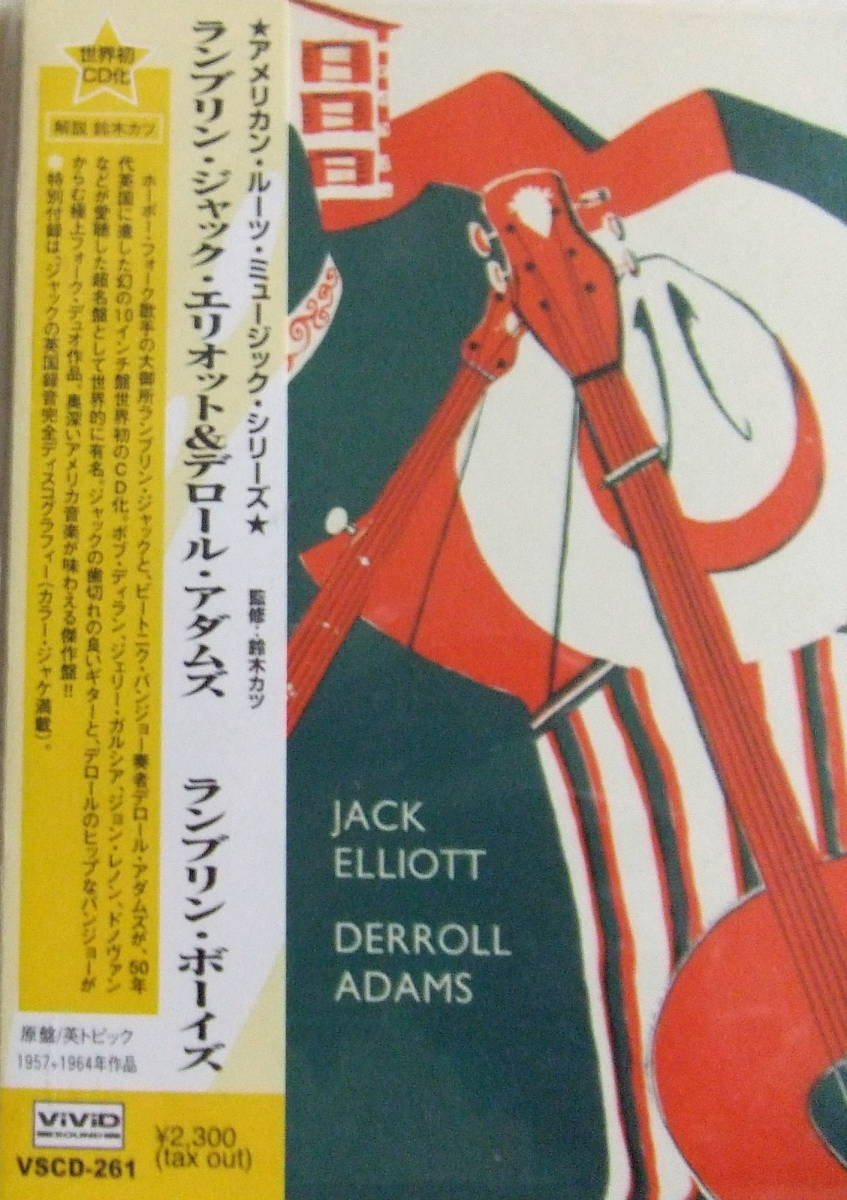 世界初
CD化
解説 鈴木カツ
★アメリカン・ルーツ・ミュージック・シリーズ★ 監修：鈴木カツ
ランブリン・ジャック・エリオット&デロール・アダムズ ランブリン・ボーイズ
ホーボー・フォーク歌手の大御所ランブリン・ジャックと、ビートニク・バンジョー奏者デロール・アダムズが、50年
代英国に遺した幻の10インチ盤世界初のCD化。ボブ・ディラン、ジェリー・ガルシア、ジョン・レノン、ドノヴァン
などが愛聴した超名盤として世界的に有名。ジャックの歯切れの良いギターと、デロールのヒップなバンジョーが
からむ極上フォーク・デュオ作品。奥深いアメリカ音楽が味わえる傑作盤!!
●特別付録は、ジャックの英国録音完全ディスコグラフィー(カラー・ジャケ満載)。
原盤/英トピック
1957+1964年作品
ViViD
SOUND
VSCD-261
¥2,300
(tax out)
JACK
ELLIOTT
DERROLL
ADAMS